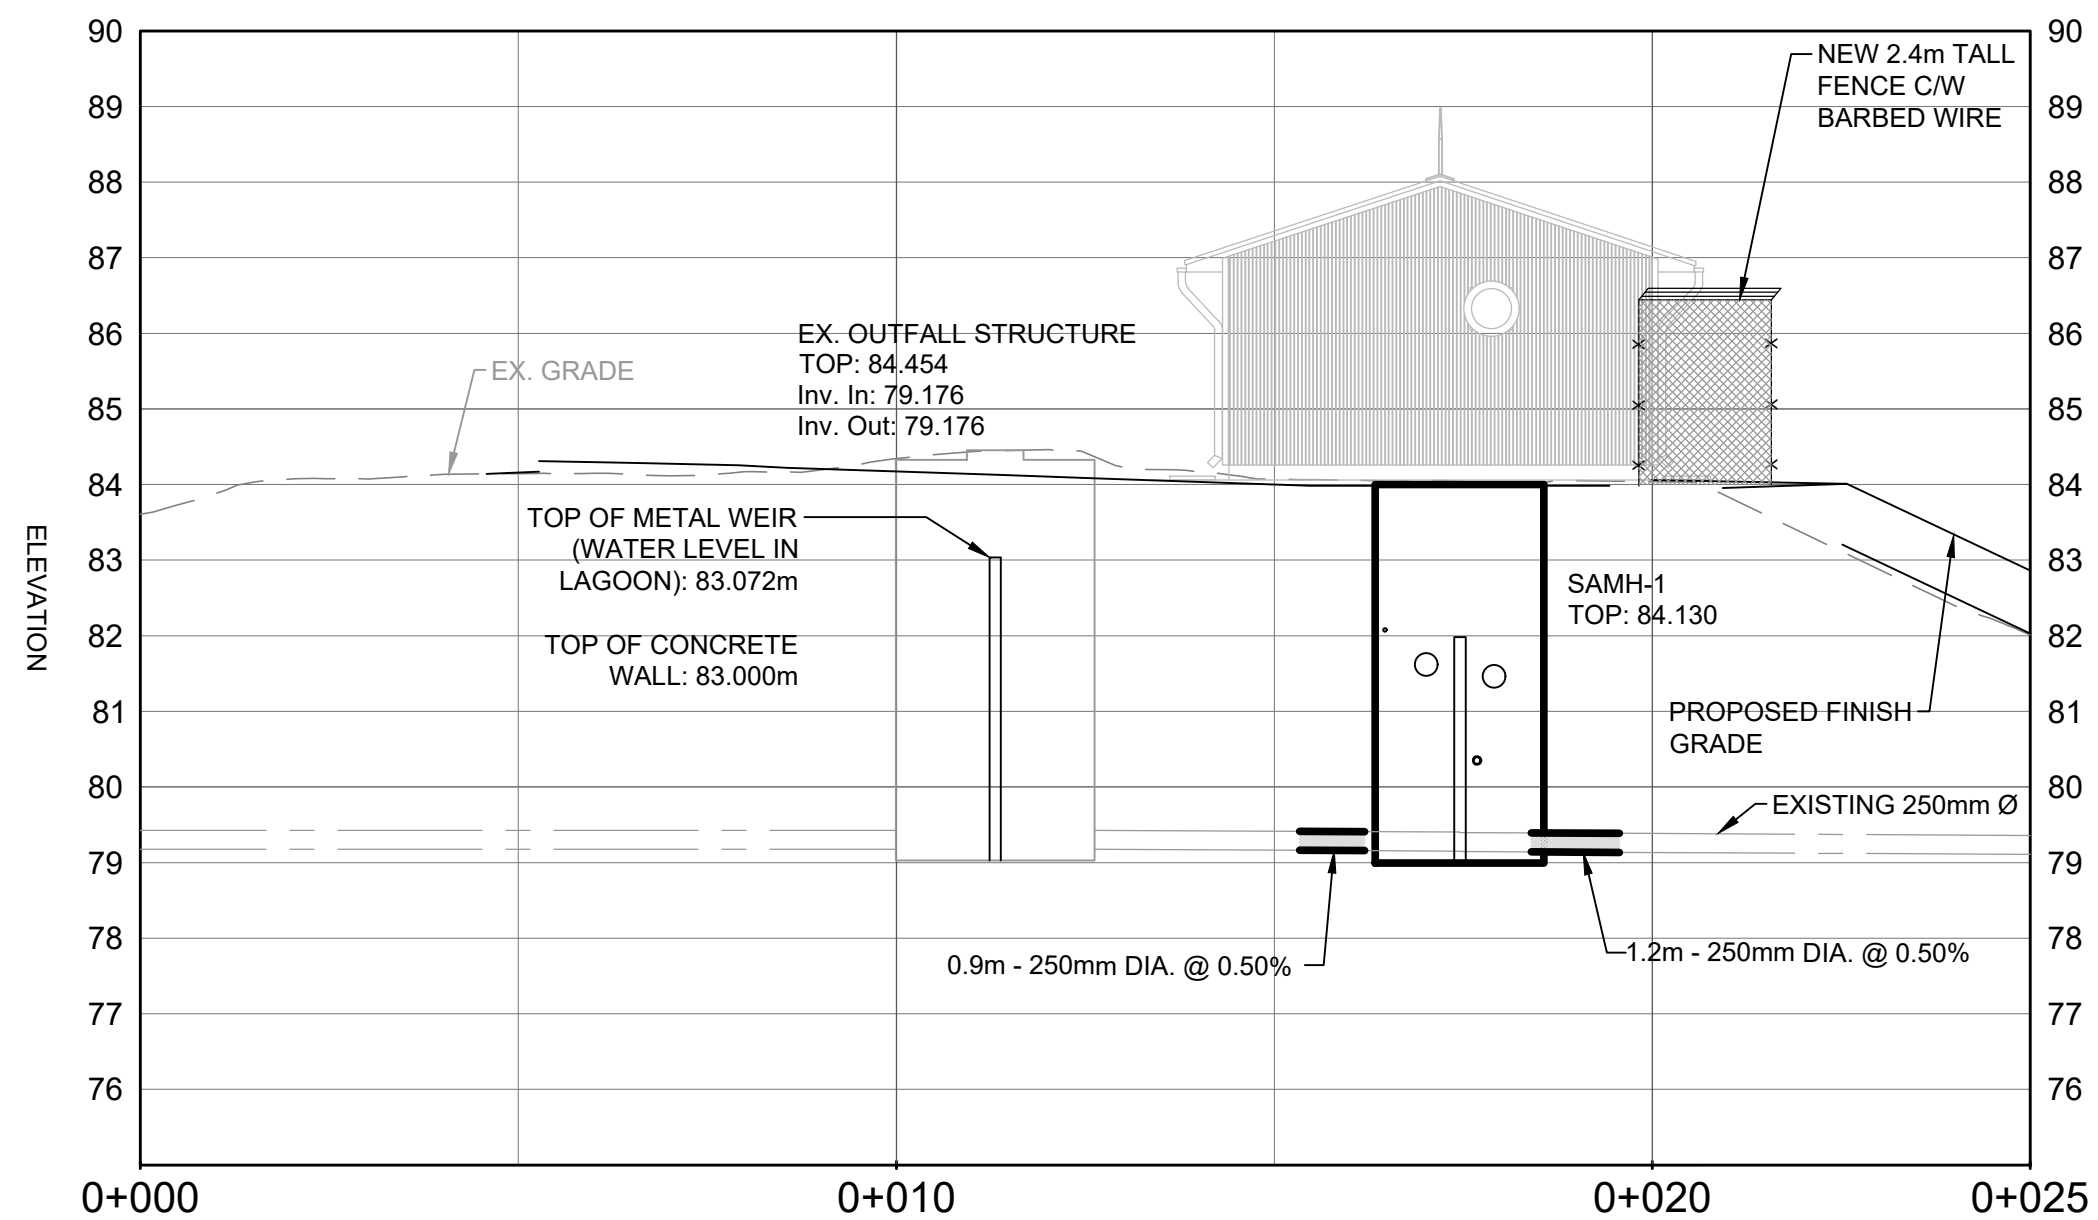 90
90
NEW 2.4m TALL
FENCE C/W
BARBED WIRE
89
89
88
88
87
87
86
86
EX. OUTFALL STRUCTURE
TOP: 84.454
Inv. In: 79.176
Inv. Out: 79.176
EX. GRADE
85
85
84
84
TOP OF METAL WEIR
(WATER LEVEL IN
LAGOON): 83.072m
83
83
ELEVATION
SAMH-1
TOP: 84.130
82
82
TOP OF CONCRETE
WALL: 83.000m
81
81
PROPOSED FINISH
GRADE
80
80
EXISTING 250mm Ø
79
79
78
78
0.9m - 250mm DIA. @ 0.50%
1.2m - 250mm DIA. @ 0.50%
77
77
76
76
0+000
0+010
0+020
0+025